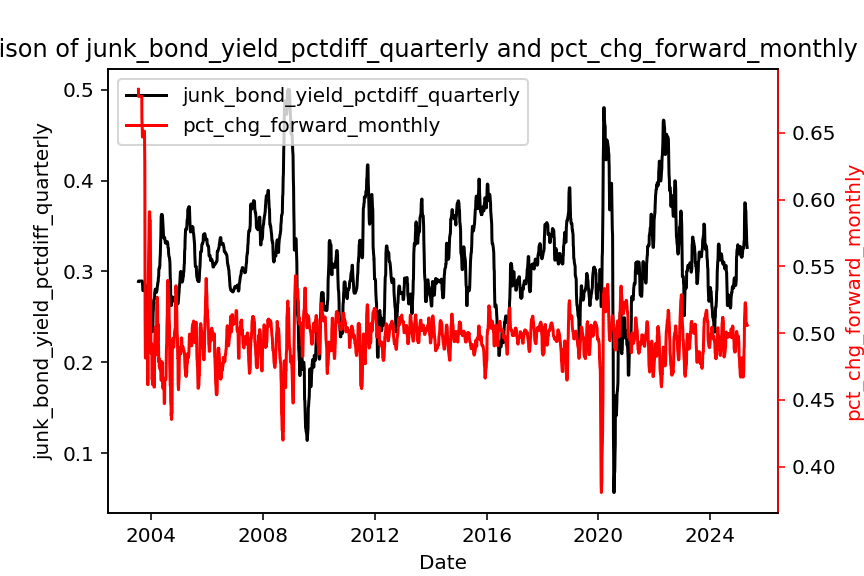 ison of junk_bond_yield_pctdiff_quarterly and pct_chg_forward_monthly
junk_bond_yield_pctdiff_quarterly
pct_chg_forward_monthly
junk_bond_yield_pctdiff_quarterly
0.5
0.4
0.3
0.2
0.1
0.65
0.60
0.55
0.50
0.45
0.40
pct_chg_forward_monthly
2004 2008 2012 2016 2020 2024
Date